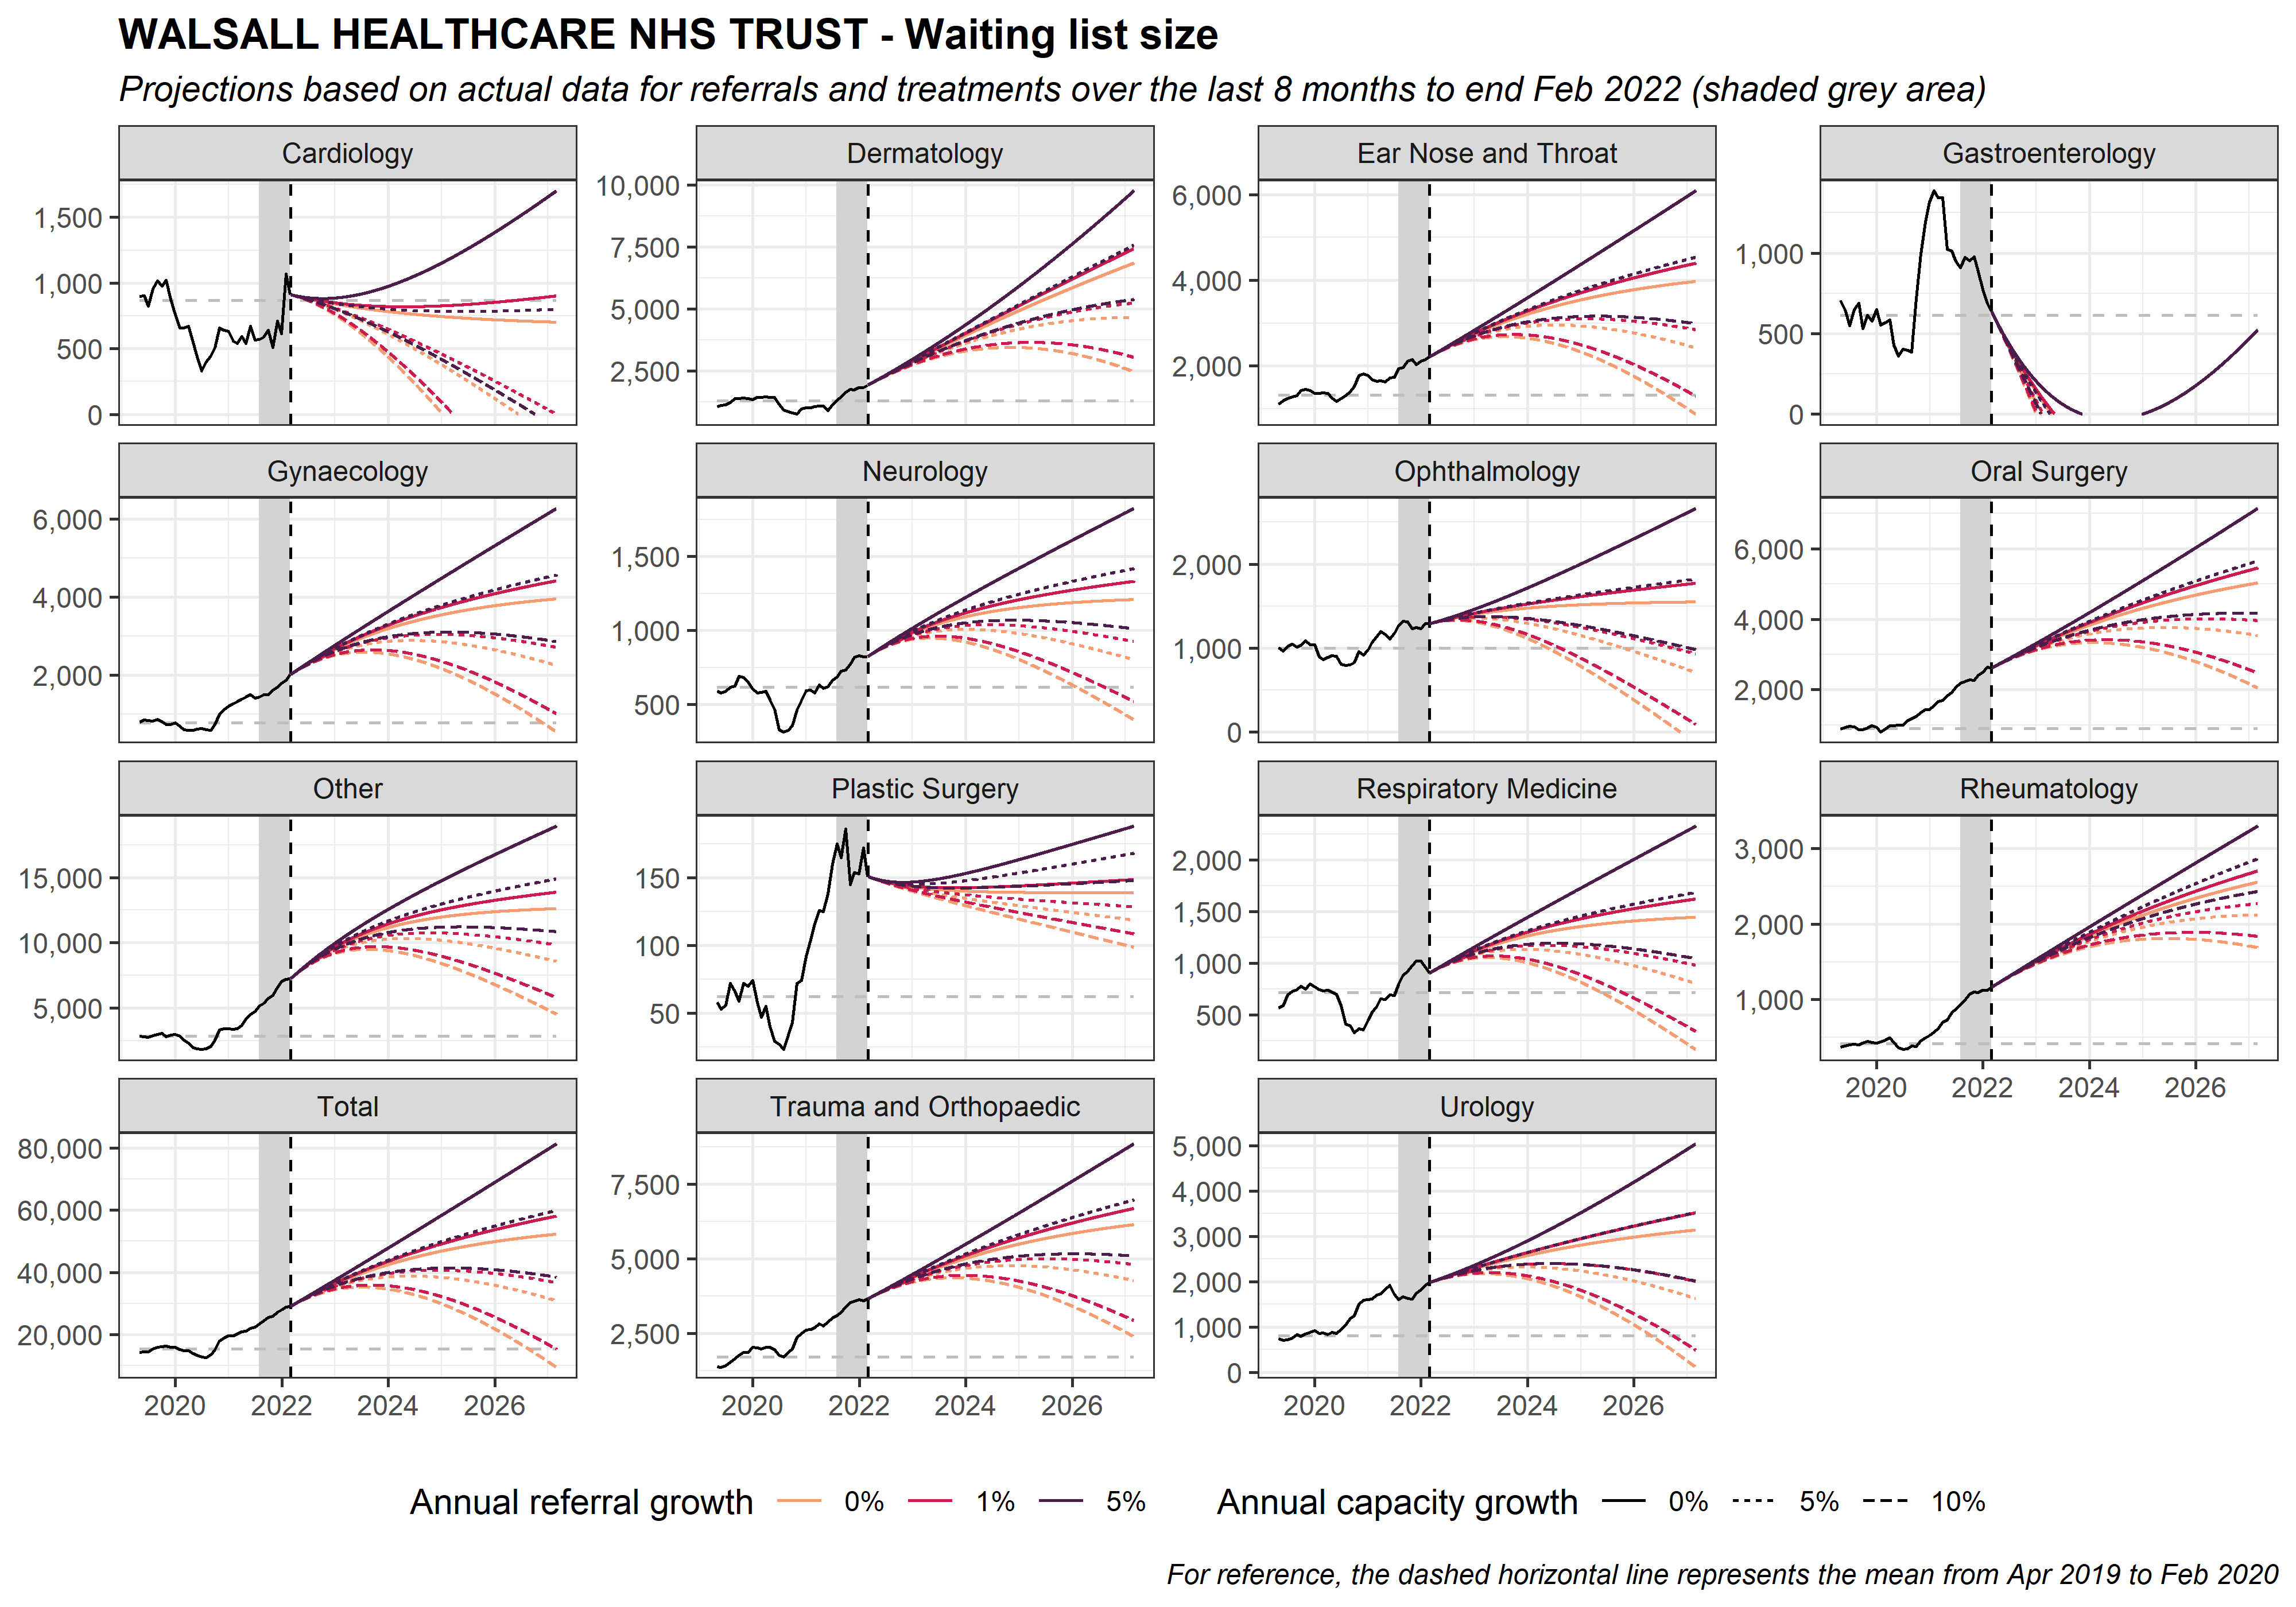 WALSALL HEALTHCARE NHS TRUST - Waiting list size
Projections based on actual data for referrals and treatments over the last 8 months to end Feb 2022 (shaded grey area)
Cardiology
1,500
1,000
500
0
Dermatology
10,000
7,500
5,000
2,500
Ear Nose and Throat
6,000
4,000
2,000
Gastroenterology
1,000
500
0
Gynaecology
6,000
4,000
2,000
Neurology
1,500
1,000
500
Ophthalmology
2,000
1,000
0
Oral Surgery
6,000
4,000
2,000
Other
15,000
10,000
5,000
Plastic Surgery
150
100
50
Respiratory Medicine
2,000
1,500
1,000
500
Rheumatology
3,000
2,000
1,000
2020 2022 2024 2026
Total
80,000
60,000
40,000
20,000
2020 2022 2024 2026
Trauma and Orthopaedic
7,500
5,000
2,500
2020 2022 2024 2026
Urology
5,000
4,000
3,000
2,000
1,000
0
2020 2022 2024 2026
Annual referral growth 0% 1% 5% Annual capacity growth 0% 5% 10%
For reference, the dashed horizontal line represents the mean from Apr 2019 to Feb 2020